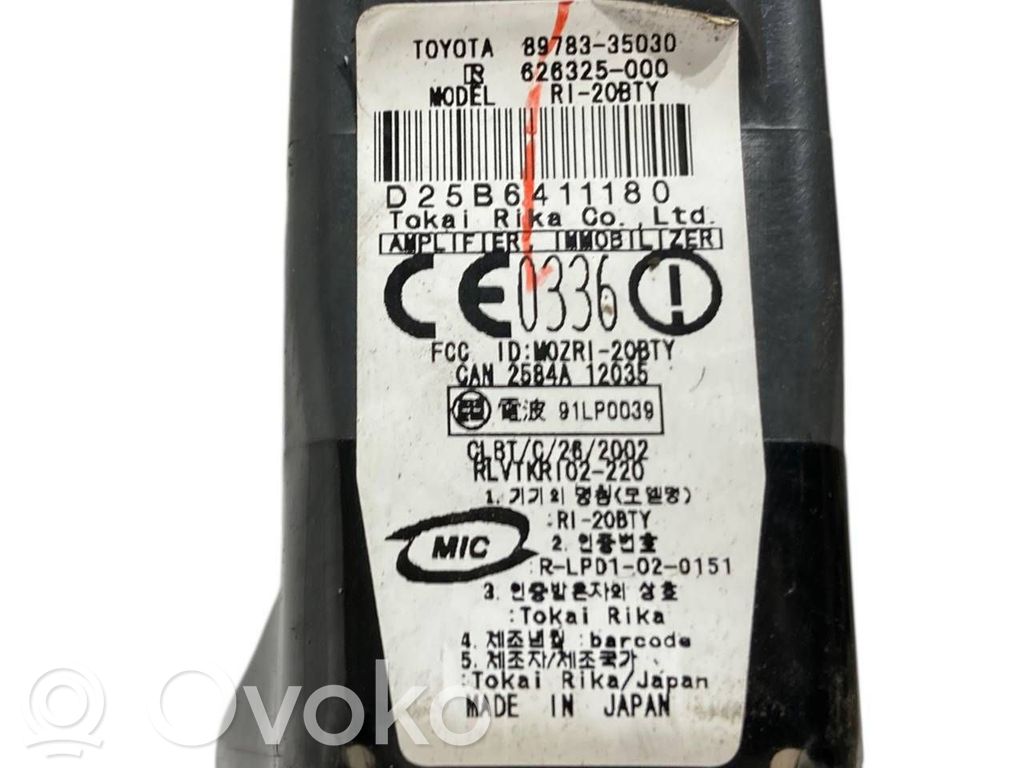 TOYOTA 89783-35030
R 626325-000
MODEL RI-20BTY
D25B6411180
Tokai Rika Co., Ltd.
AMPLIFIER, IMMOBILIZER
CE 0336
FCC ID:MOZRI-20BTY
CAN 2584A 12035
電波 91LP0039
CLBT/C/26/2002
RLVTKRI02-220
1. 기기의 명칭(모델명)
:RI-20BTY
MIC
2. 인증번호
:R-LPD1-02-0151
3. 인증받은자의 상호
:Tokai Rika
4. 제조년월 :barcode
5. 제조자/제조국가
:Tokai Rika/Japan
MADE IN JAPAN
Ovoko